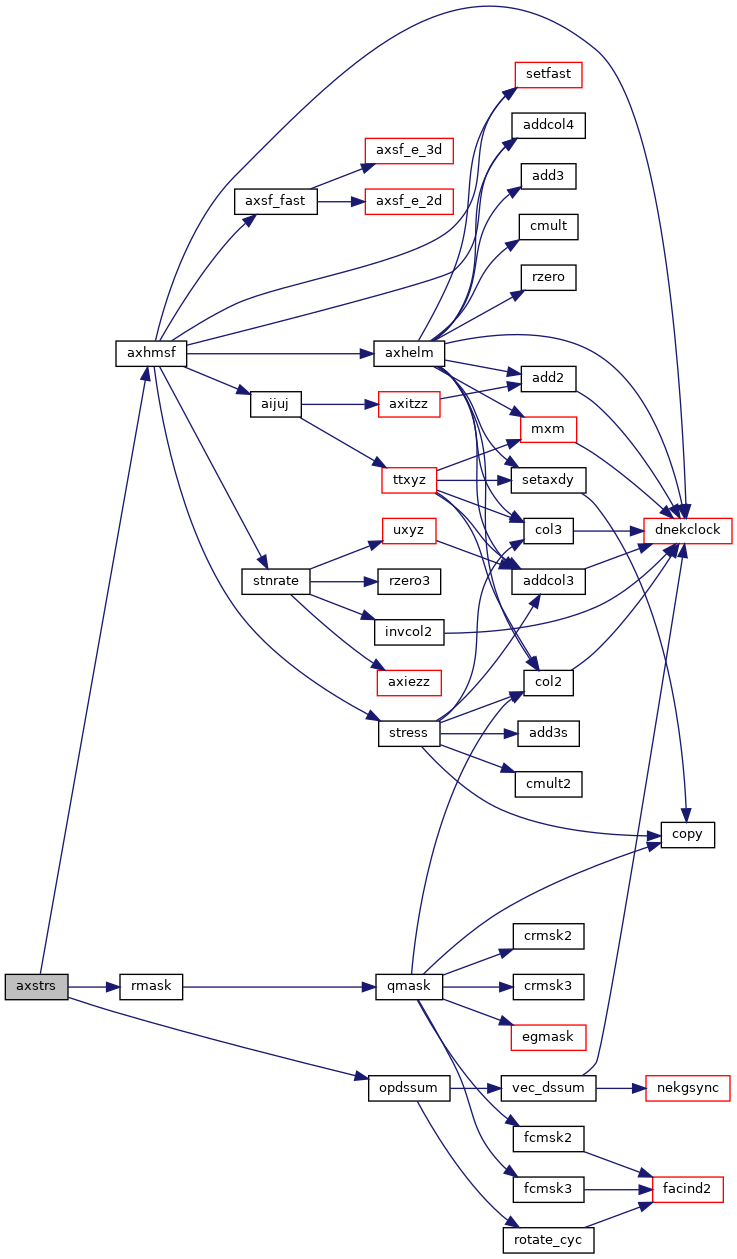 setfast
addcol4
axsf_e_3d
add3
axsf_fast
axsf_e_2d
cmult
rzero
axhmsf
axhelm
add2
aijuj
axitzz
mxm
ttxyz
setaxdy
uxyz
col3
dnekclock
stnrate
rzero3
addcol3
invcol2
axiezz
col2
stress
add3s
cmult2
copy
crmsk2
axstrs
rmask
qmask
crmsk3
egmask
opdssum
vec_dssum
nekgsync
fcmsk2
fcmsk3
facind2
rotate_cyc